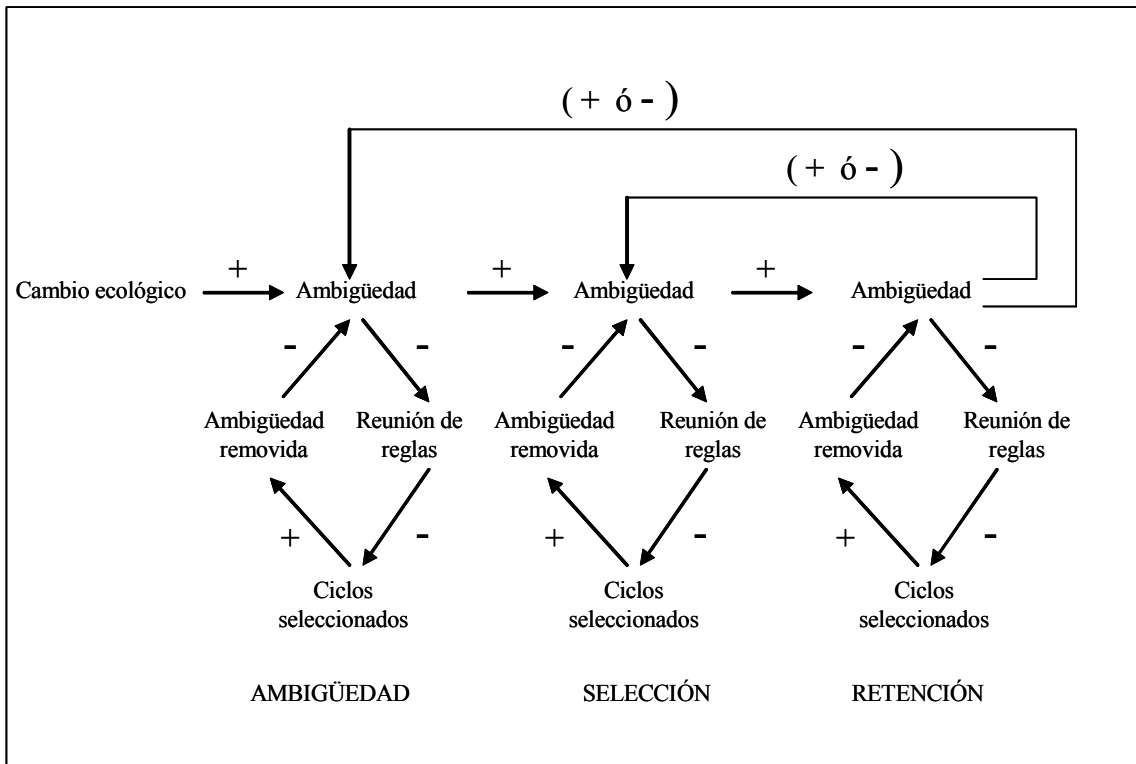 ( + ó - )
( + ó - )
+ + +
Cambio ecológico Ambigüedad Ambigüedad Ambigüedad
- - - - - -
Ambigüedad Reunión de Ambigüedad Reunión de Ambigüedad Reunión de
removida reglas removida reglas removida reglas
+ - + - + -
Ciclos Ciclos Ciclos
seleccionados seleccionados seleccionados
AMBIGÜEDAD SELECCIÓN RETENCIÓN